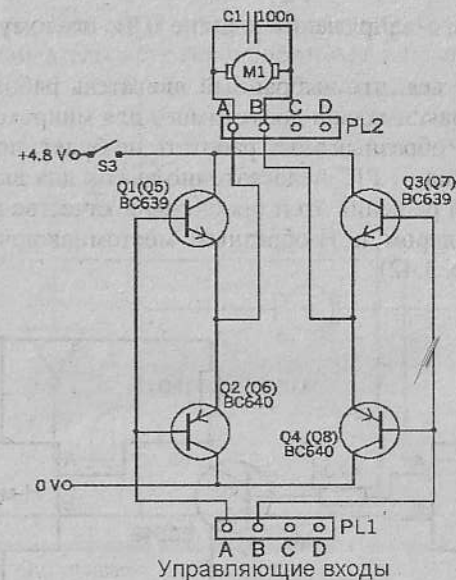 C1 100n
M1
A B C D
PL2
+4.8 V
S3
Q1(Q5)
BC639
Q3(Q7)
BC639
Q2 (Q6)
BC640
Q4 (Q8)
BC640
0 V
PL1
A B C D
Управляющие входы